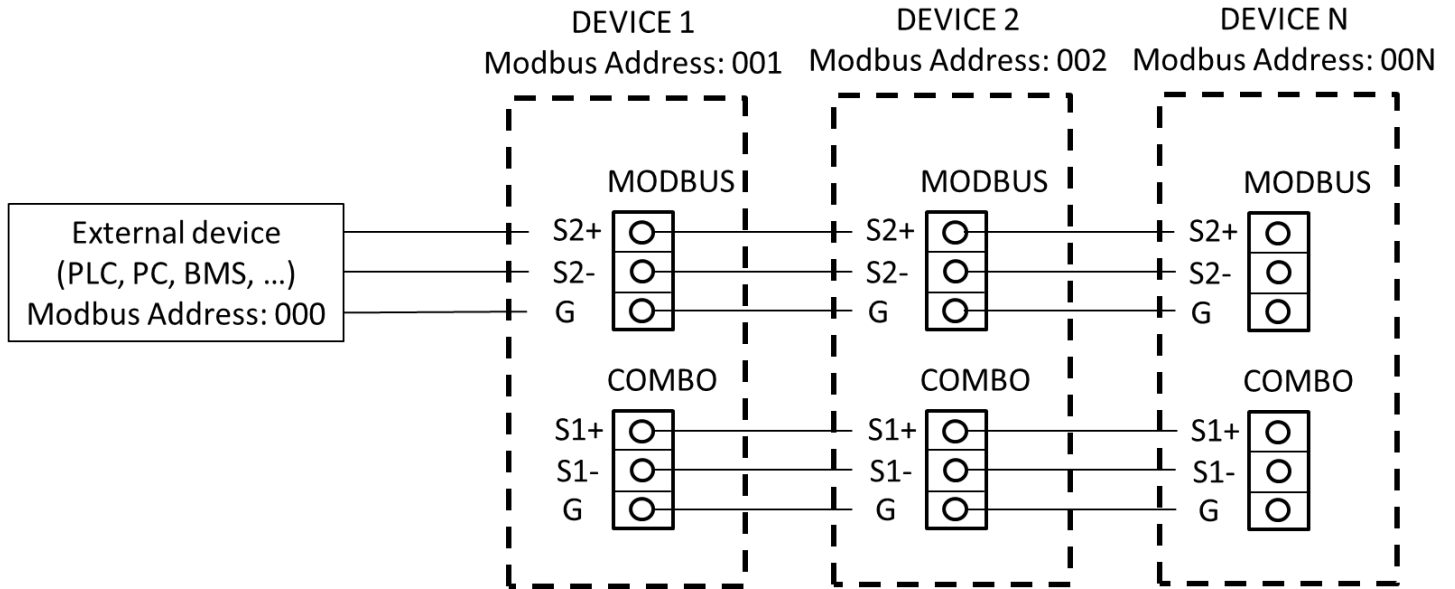 DEVICE 1
Modbus Address: 001
DEVICE 2
Modbus Address: 002
DEVICE N
Modbus Address: 00N
External device
(PLC, PC, BMS, ...)
Modbus Address: 000
MODBUS
S2+
S2-
G
COMBO
S1+
S1-
G
MODBUS
S2+
S2-
G
COMBO
S1+
S1-
G
MODBUS
S2+
S2-
G
COMBO
S1+
S1-
G